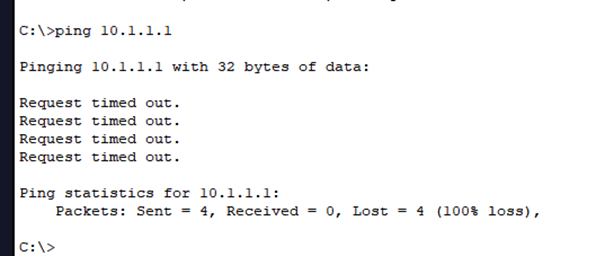 C:\>ping 10.1.1.1
Pinging 10.1.1.1 with 32 bytes of data:
Request timed out.
Request timed out.
Request timed out.
Request timed out.
Ping statistics for 10.1.1.1:
Packets: Sent = 4, Received = 0, Lost = 4 (100% loss),
C:\>